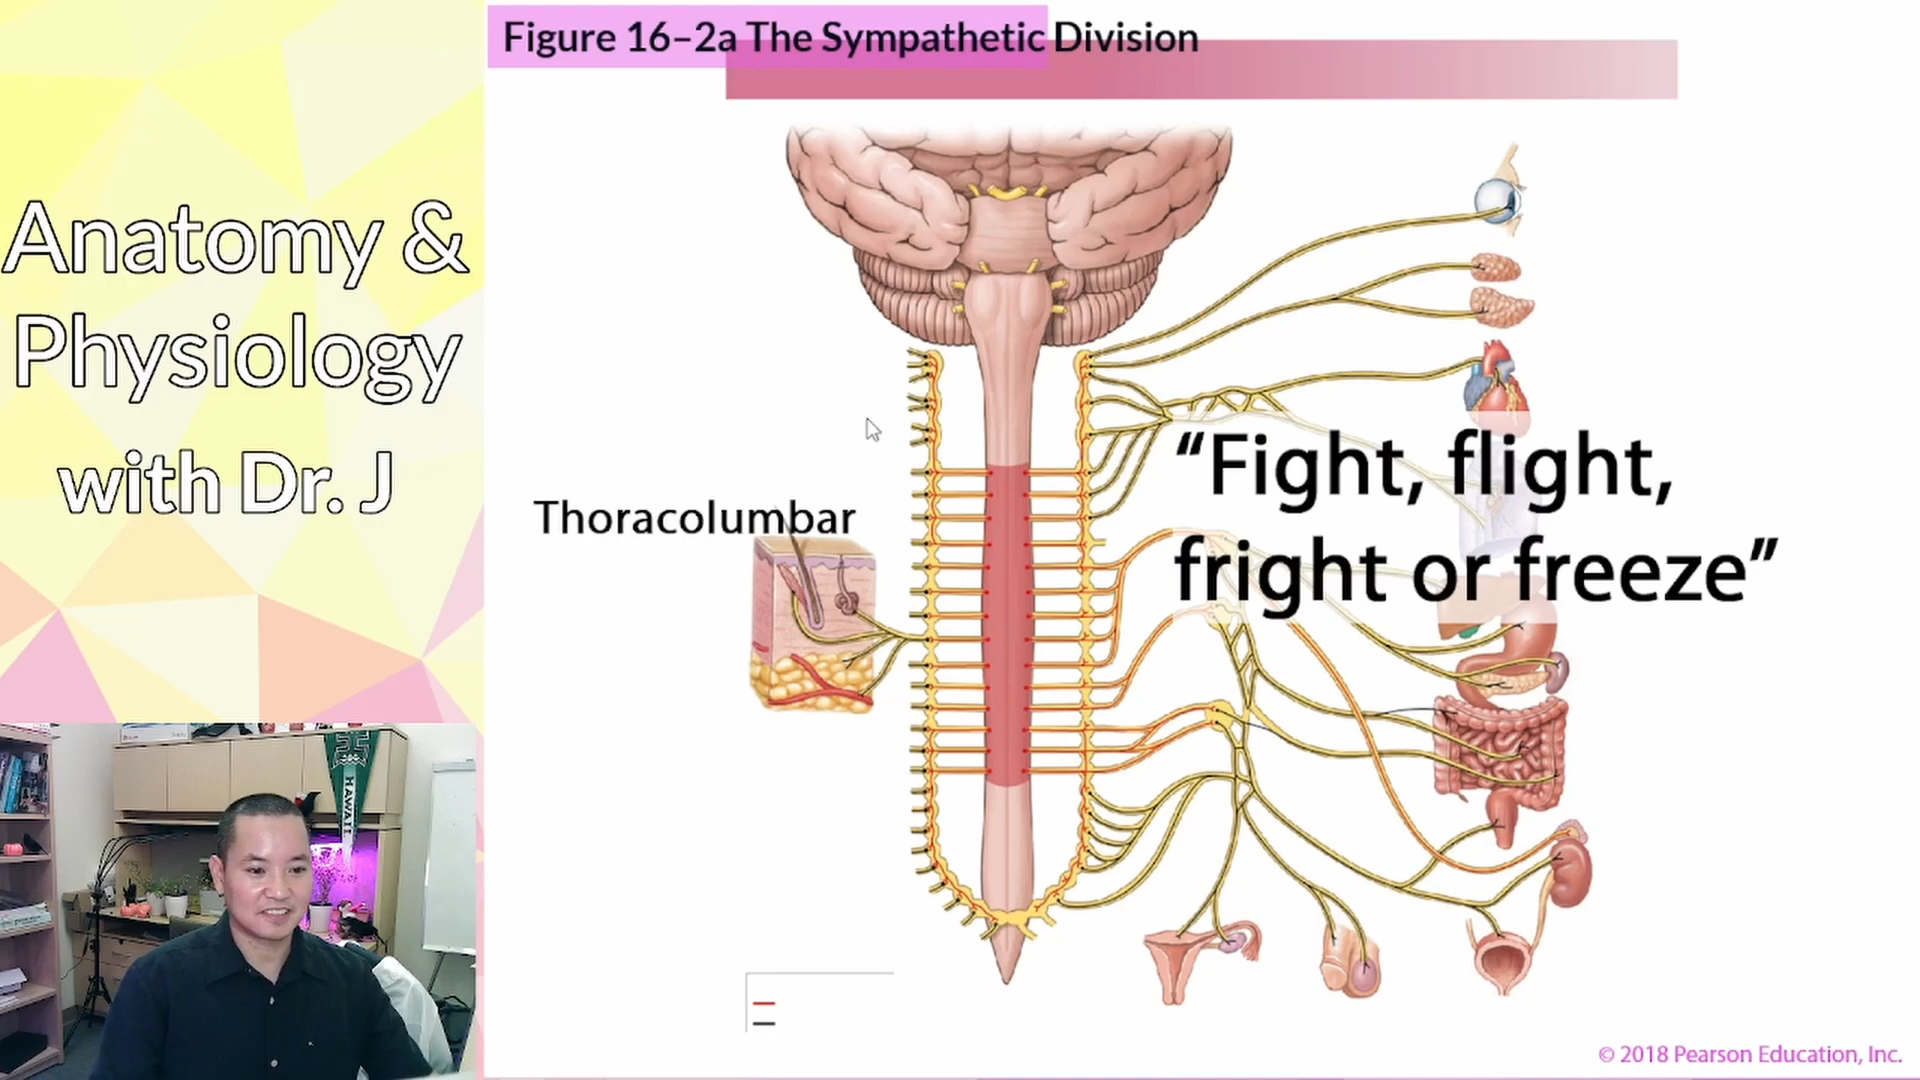 Figure 16–2a The Sympathetic Division
Anatomy &
Physiology
with Dr. J
Thoracolumbar
“Fight, flight,
fright or freeze”
HAWAII
© 2018 Pearson Education, Inc.